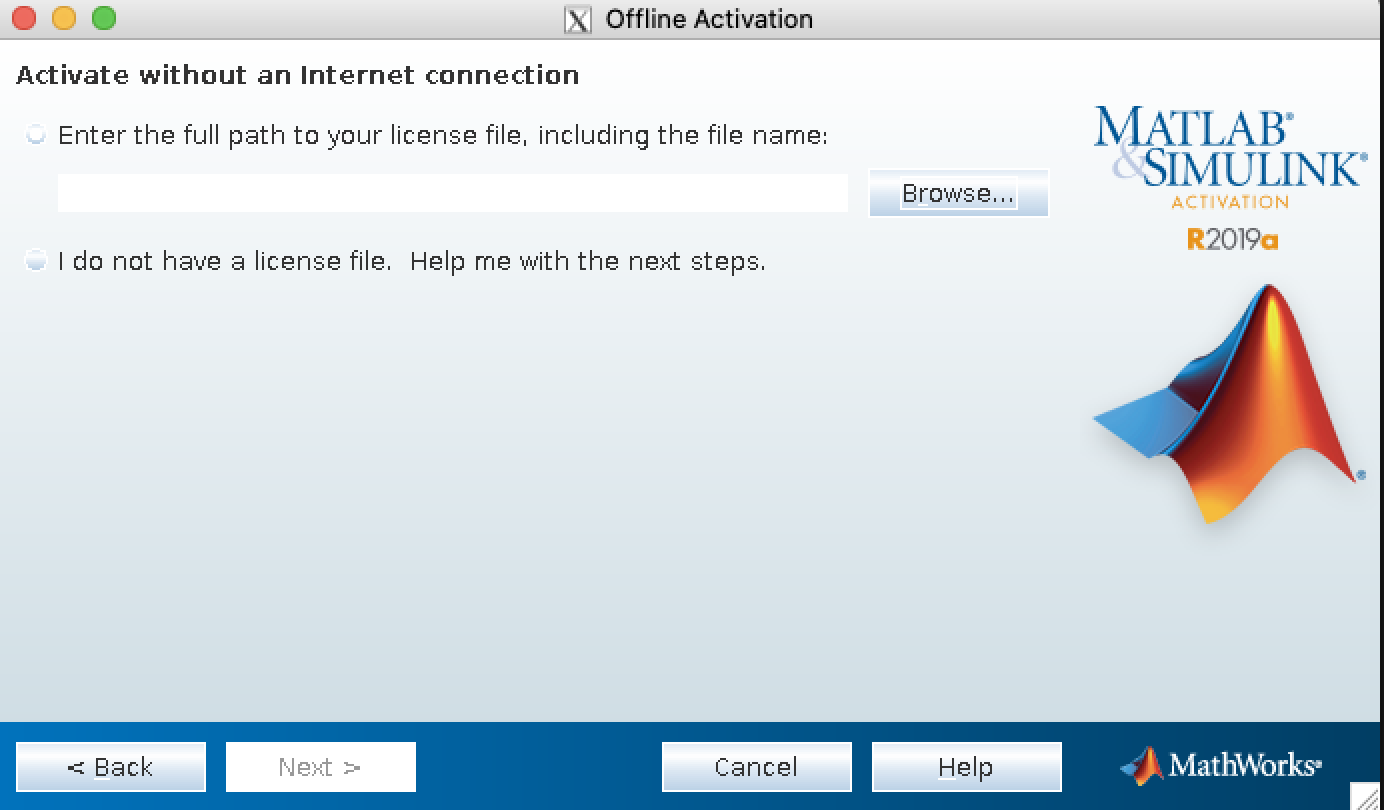 Offline Activation
Activate without an Internet connection
Enter the full path to your license file, including the file name:
Browse...
I do not have a license file.  Help me with the next steps.
MATLAB®
&SIMULINK®
ACTIVATION
R2019a
®
< Back
Next >
Cancel
Help
MathWorks®